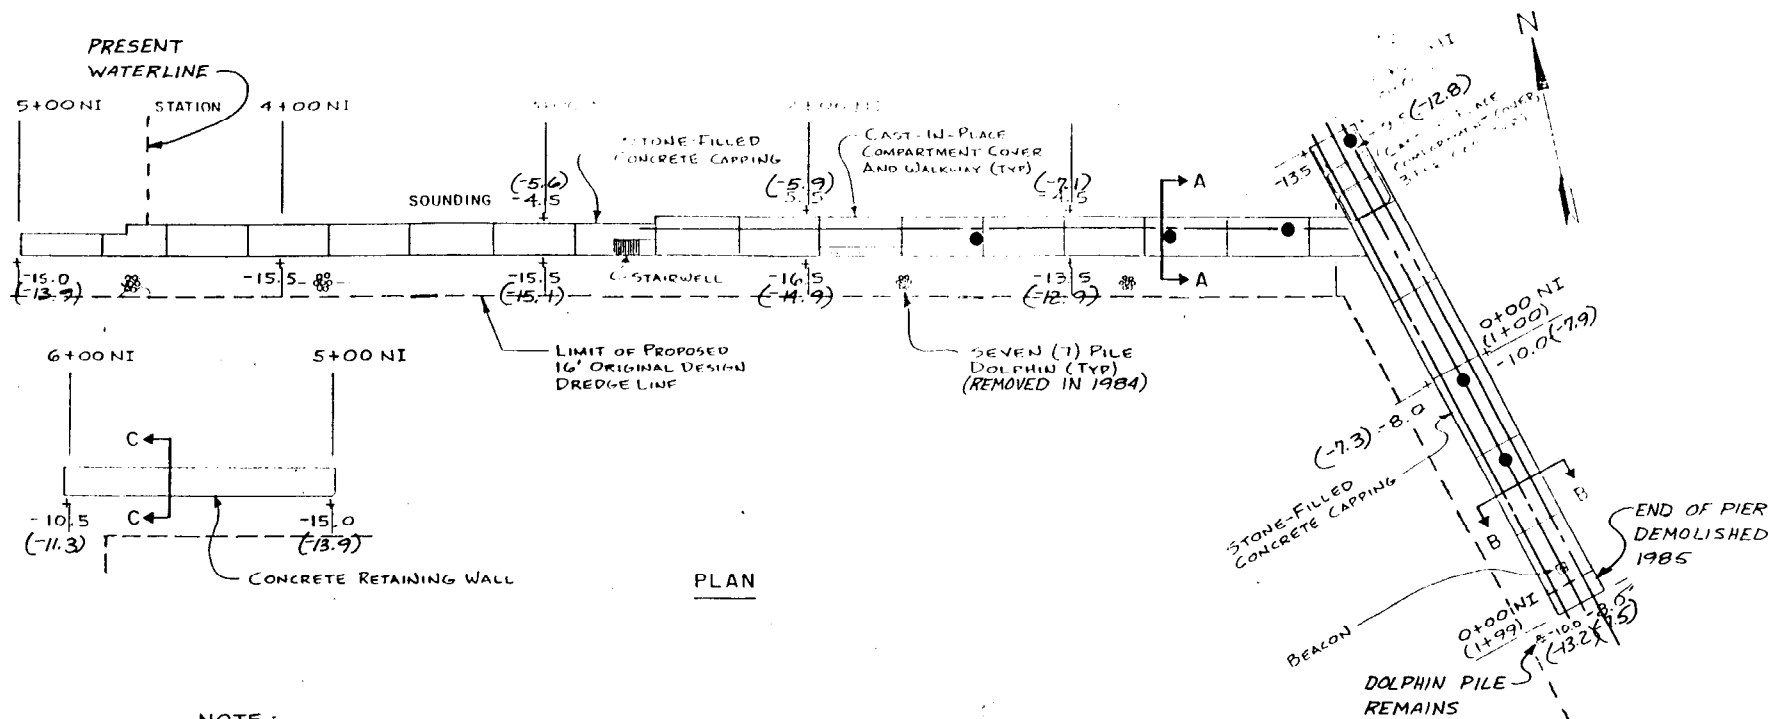 PRESENT
WATERLINE
5+00 NI
STATION
4+00 NI
STONE-FILLED
CONCRETE CAPPING
CAST-IN-PLACE
COMPARTMENT COVER
AND WALKWAY (TYP)
N
(-12.8)
-13.5
SOUNDING
(-5.6)
-4.5
(-5.9)
-5.5
(-7.1)
-4.5
A
A
-15.0
(-13.9)
-15.5
-15.5
(-15.1)
STAIRWELL
-16.5
(-14.9)
-13.5
(-12.9)
0+00 NI
(1+00)
-10.0 (-7.9)
LIMIT OF PROPOSED
16' ORIGINAL DESIGN
DREDGE LINE
SEVEN (7) PILE
DOLPHIN (TYP)
(REMOVED IN 1984)
6+00 NI
5+00 NI
C
C
-10.5
(-11.3)
-15.0
(-13.9)
CONCRETE RETAINING WALL
PLAN
(-7.3) -8.0
STONE-FILLED
CONCRETE CAPPING
B
B
END OF PIER
DEMOLISHED
1985
BEACON
0+00 NI
(1+99)
-10.0
(-13.2)
DOLPHIN PILE
REMAINS
NOTE: